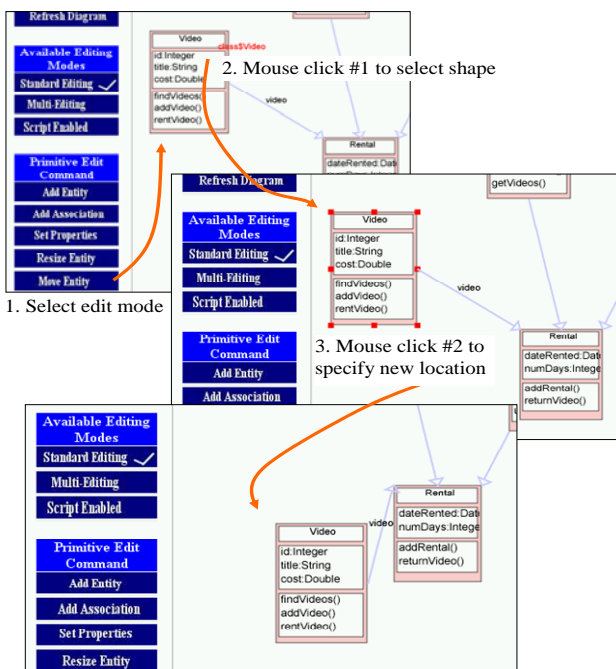 Refresh Diagram
Available Editing
Modes
Standard Editing
Multi-Editing
Script Enabled
Primitive Edit
Command
Add Entity
Add Association
Set Properties
Resize Entity
Move Entity
Video
class$Video
id:Integer
title:String
cost:Double
findVideos()
addVideo()
rentVideo()
video
Rental
dateRented:Dat
2. Mouse click #1 to select shape
1. Select edit mode
Refresh Diagram
Available Editing
Modes
Standard Editing
Multi-Editing
Script Enabled
Primitive Edit
Command
Add Entity
Add Association
getVideos()
Video
id:Integer
title:String
cost:Double
findVideos()
addVideo()
rentVideo()
video
Rental
dateRented:Dat
numDays:Intege
addRental()
returnVideo()
3. Mouse click #2 to
specify new location
Available Editing
Modes
Standard Editing
Multi-Editing
Script Enabled
Primitive Edit
Command
Add Entity
Add Association
Set Properties
Resize Entity
Rental
dateRented:Dat
numDays:Intege
addRental()
returnVideo()
video
Video
id:Integer
title:String
cost:Double
findVideos()
addVideo()
rentVideo()